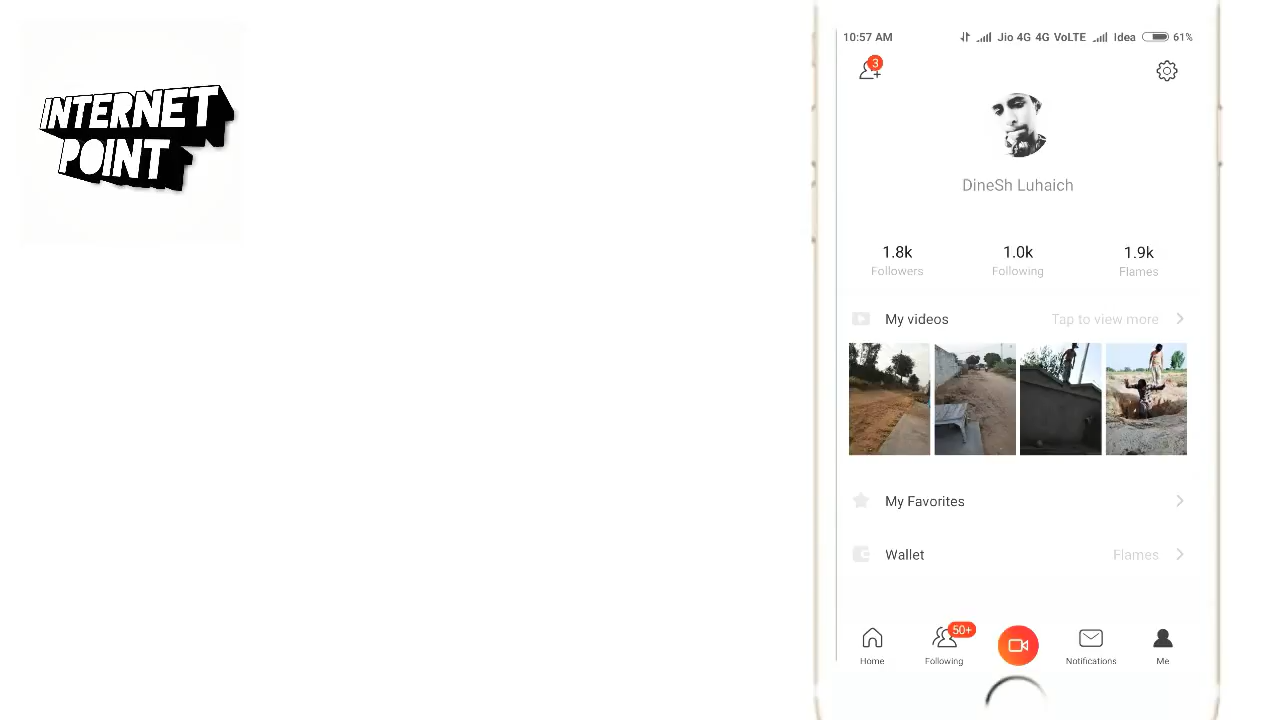 INTERNET
POINT
10:57 AM Jio 4G 4G VoLTE Idea 61%
3
DineSh Luhaich
1.8k 1.0k 1.9k
Followers Following Flames
My videos Tap to view more
My Favorites
Wallet Flames
50+
Home Following Notifications Me